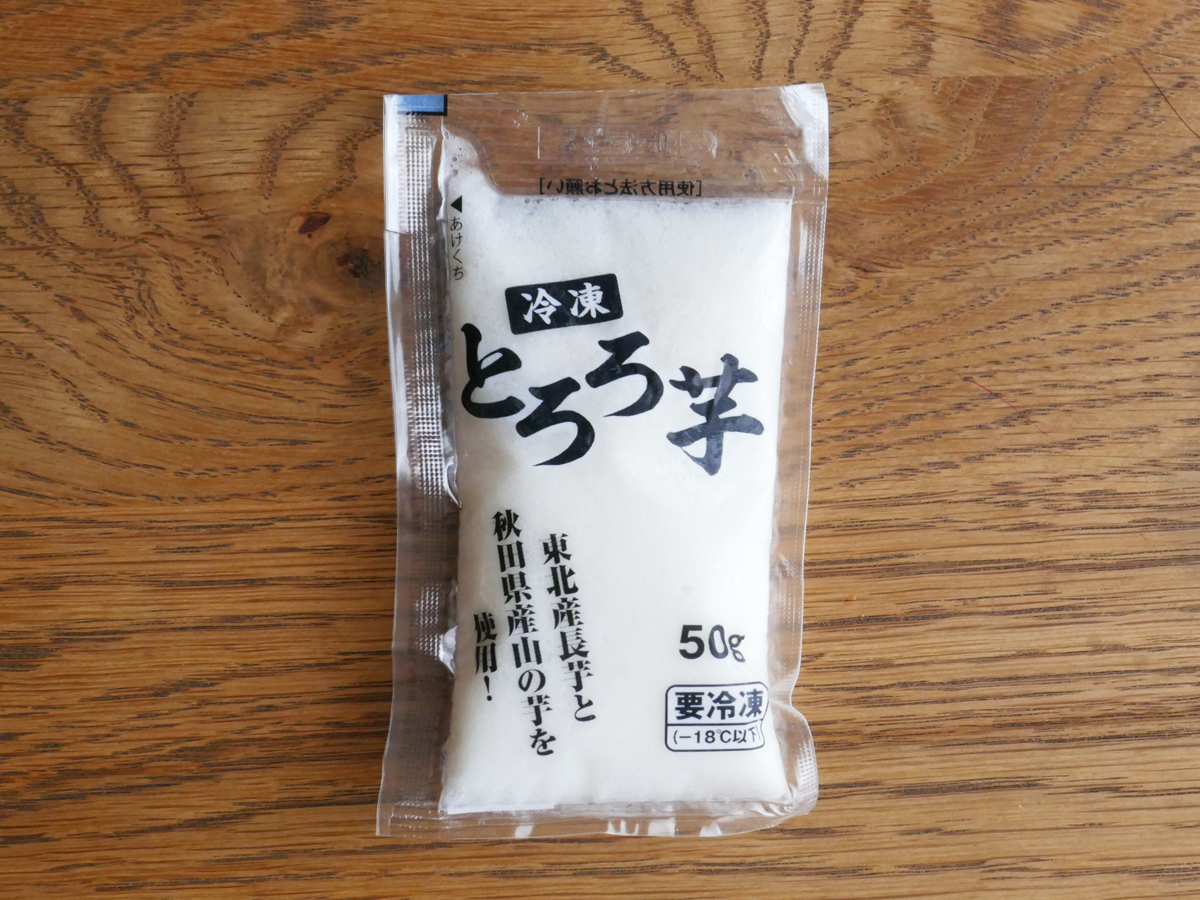 [使用方法とお願い]
◀あけくち
冷凍
とろろ芋
東北産長芋と
秋田県産山の芋を
使用！
50g
要冷凍
(-18℃以下)